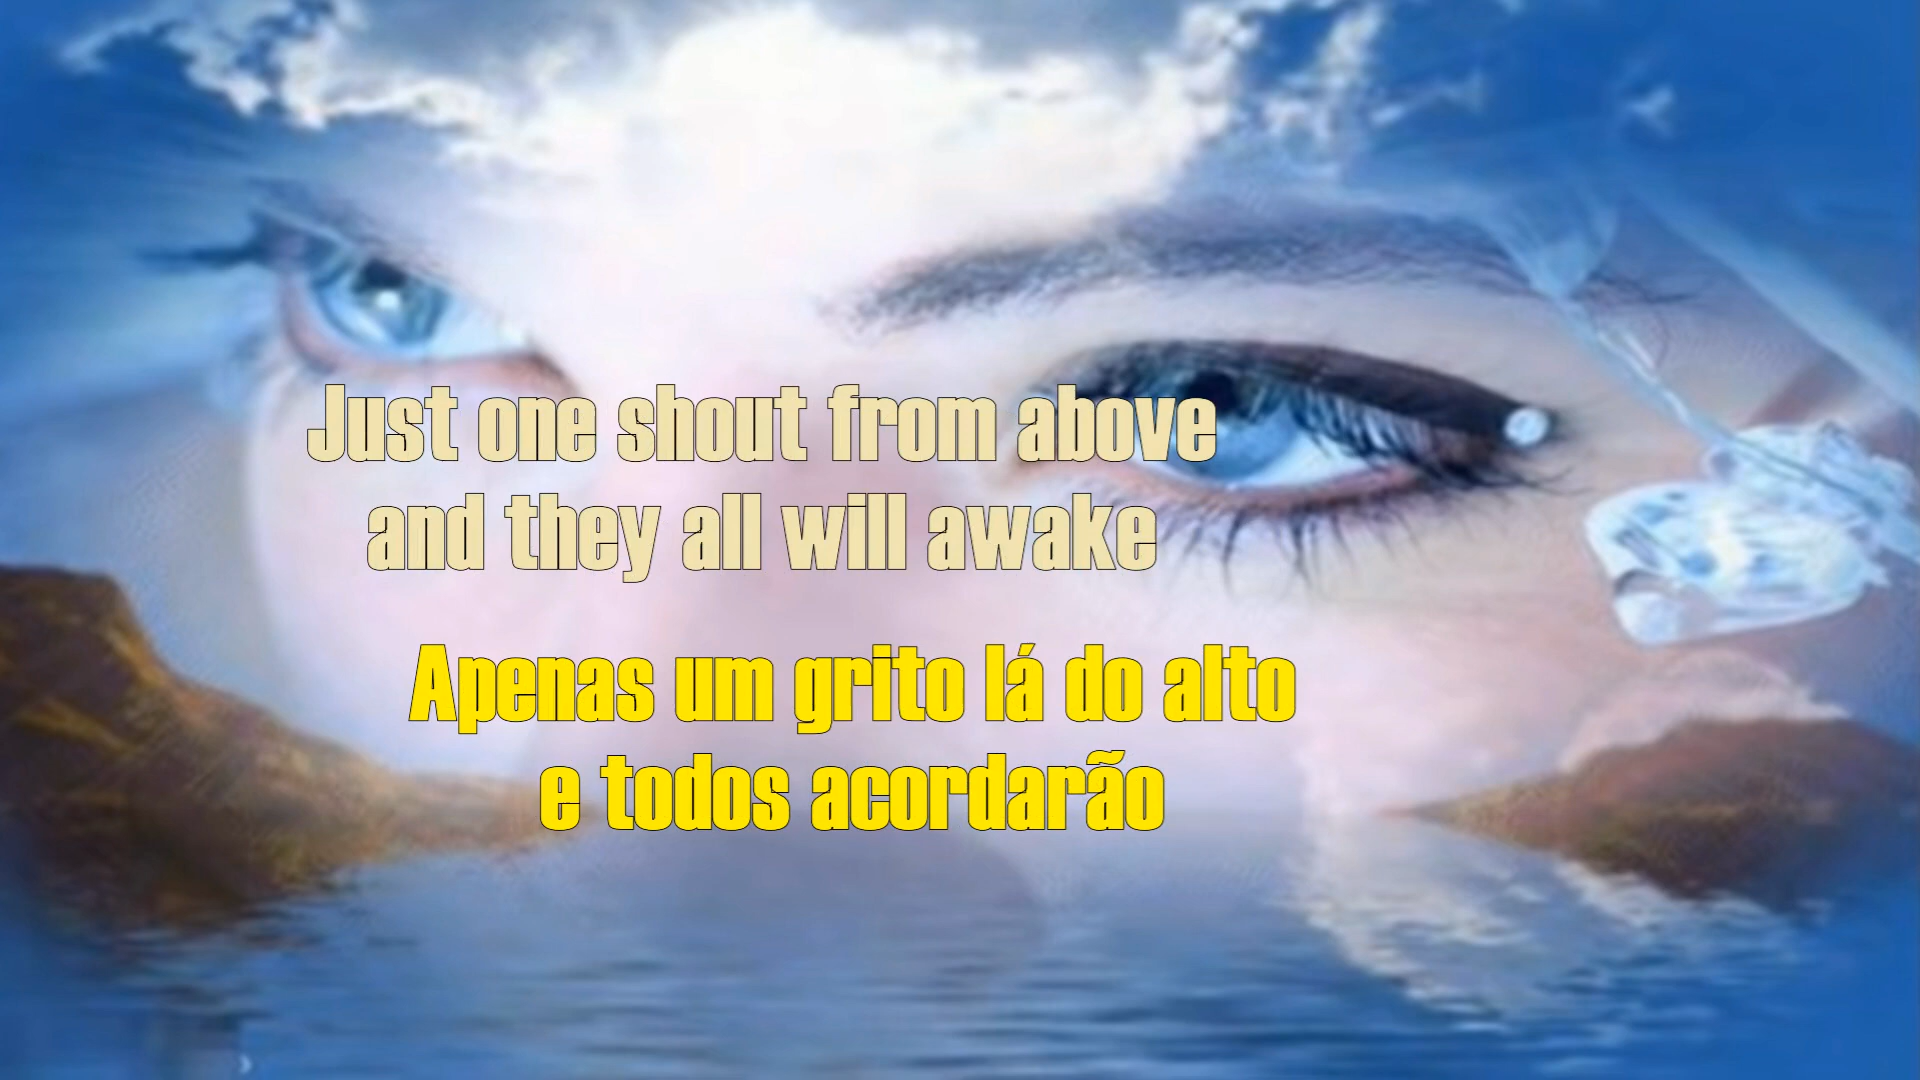 Just one shout from above
and they all will awake
Apenas um grito lá do alto
e todos acordarão